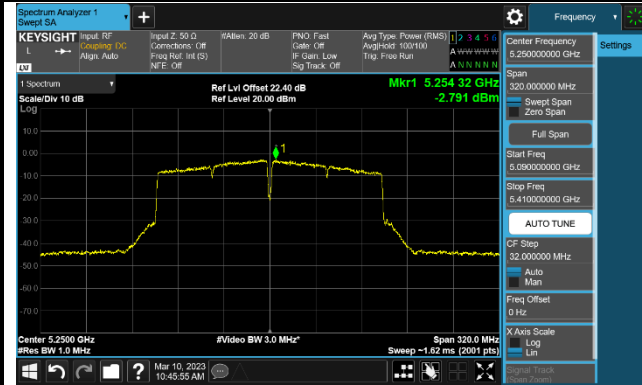 Spectrum Analyzer 1
Swept SA
+
Frequency
KEYSIGHT
L
LXI
Input: RF
Coupling: DC
Align: Auto
Input Z: 50 Ω
Corrections: Off
Freq Ref: Int (S)
NFE: Off
#Atten: 20 dB
PNO: Fast
Gate: Off
IF Gain: Low
Sig Track: Off
Avg Type: Power (RMS)
Avg|Hold: 100/100
Trig: Free Run
1 2 3 4 5 6
A W W W W W
A N N N N N
1 Spectrum
Scale/Div 10 dB
Log
Ref Lvl Offset 22.40 dB
Ref Level 20.00 dBm
Mkr1 5.254 32 GHz
-2.791 dBm
10.0
0.00
-10.0
-20.0
-30.0
-40.0
-50.0
-60.0
-70.0
1
Center 5.2500 GHz
#Res BW 1.0 MHz
#Video BW 3.0 MHz*
Span 320.0 MHz
Sweep ~1.62 ms (2001 pts)
Mar 10, 2023
10:45:55 AM
?
Settings
Center Frequency
5.250000000 GHz
Span
320.000000 MHz
Swept Span
Zero Span
Full Span
Start Freq
5.090000000 GHz
Stop Freq
5.410000000 GHz
AUTO TUNE
CF Step
32.000000 MHz
Auto
Man
Freq Offset
0 Hz
X Axis Scale
Log
Lin
Signal Track
(Span Zoom)